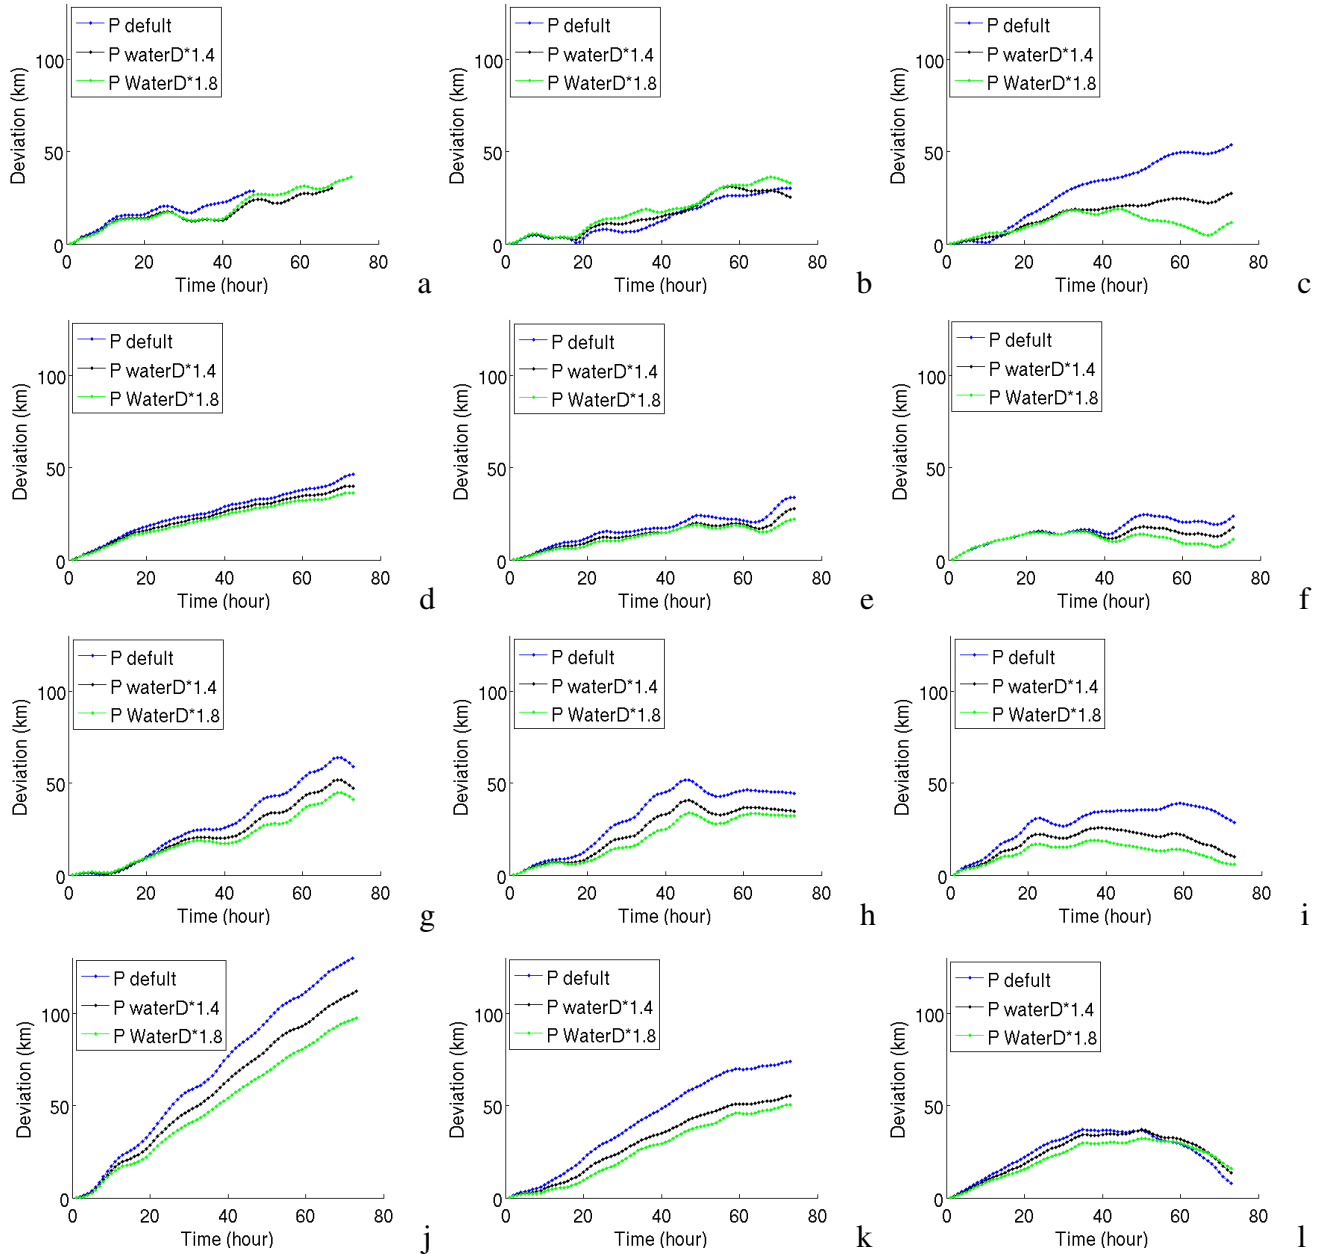 P defult
P waterD*1.4
P WaterD*1.8
Deviation (km)
100
50
0
0 20 40 60 80
Time (hour)
a
P defult
P waterD*1.4
P WaterD*1.8
Deviation (km)
100
50
0
0 20 40 60 80
Time (hour)
b
P defult
P waterD*1.4
P WaterD*1.8
Deviation (km)
100
50
0
0 20 40 60 80
Time (hour)
c
P defult
P waterD*1.4
P WaterD*1.8
Deviation (km)
100
50
0
0 20 40 60 80
Time (hour)
d
P defult
P waterD*1.4
P WaterD*1.8
Deviation (km)
100
50
0
0 20 40 60 80
Time (hour)
e
P defult
P waterD*1.4
P WaterD*1.8
Deviation (km)
100
50
0
0 20 40 60 80
Time (hour)
f
P defult
P waterD*1.4
P WaterD*1.8
Deviation (km)
100
50
0
0 20 40 60 80
Time (hour)
g
P defult
P waterD*1.4
P WaterD*1.8
Deviation (km)
100
50
0
0 20 40 60 80
Time (hour)
h
P defult
P waterD*1.4
P WaterD*1.8
Deviation (km)
100
50
0
0 20 40 60 80
Time (hour)
i
P defult
P waterD*1.4
P WaterD*1.8
Deviation (km)
100
50
0
0 20 40 60 80
Time (hour)
j
P defult
P waterD*1.4
P WaterD*1.8
Deviation (km)
100
50
0
0 20 40 60 80
Time (hour)
k
P defult
P waterD*1.4
P WaterD*1.8
Deviation (km)
100
50
0
0 20 40 60 80
Time (hour)
l